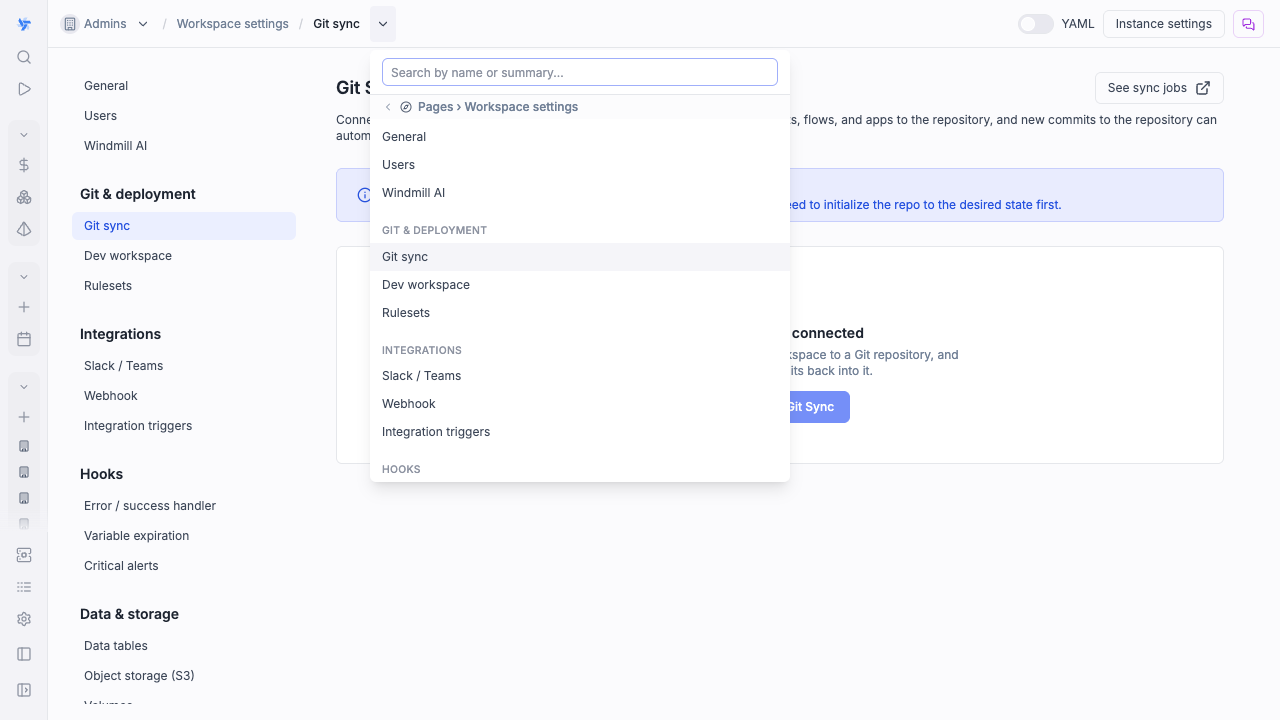 Admins
/
Workspace settings
/
Git sync
YAML
Instance settings
General
Users
Windmill AI
Git & deployment
Git sync
Dev workspace
Rulesets
Integrations
Slack / Teams
Webhook
Integration triggers
Hooks
Error / success handler
Variable expiration
Critical alerts
Data & storage
Data tables
Object storage (S3)
Volumes
Search by name or summary...
Pages › Workspace settings
General
Users
Windmill AI
GIT & DEPLOYMENT
Git sync
Dev workspace
Rulesets
INTEGRATIONS
Slack / Teams
Webhook
Integration triggers
HOOKS
Git S
See sync jobs
Conne
s, flows, and apps to the repository, and new commits to the repository can
autom
eed to initialize the repo to the desired state first.
connected
kspace to a Git repository, and
its back into it.
Git Sync